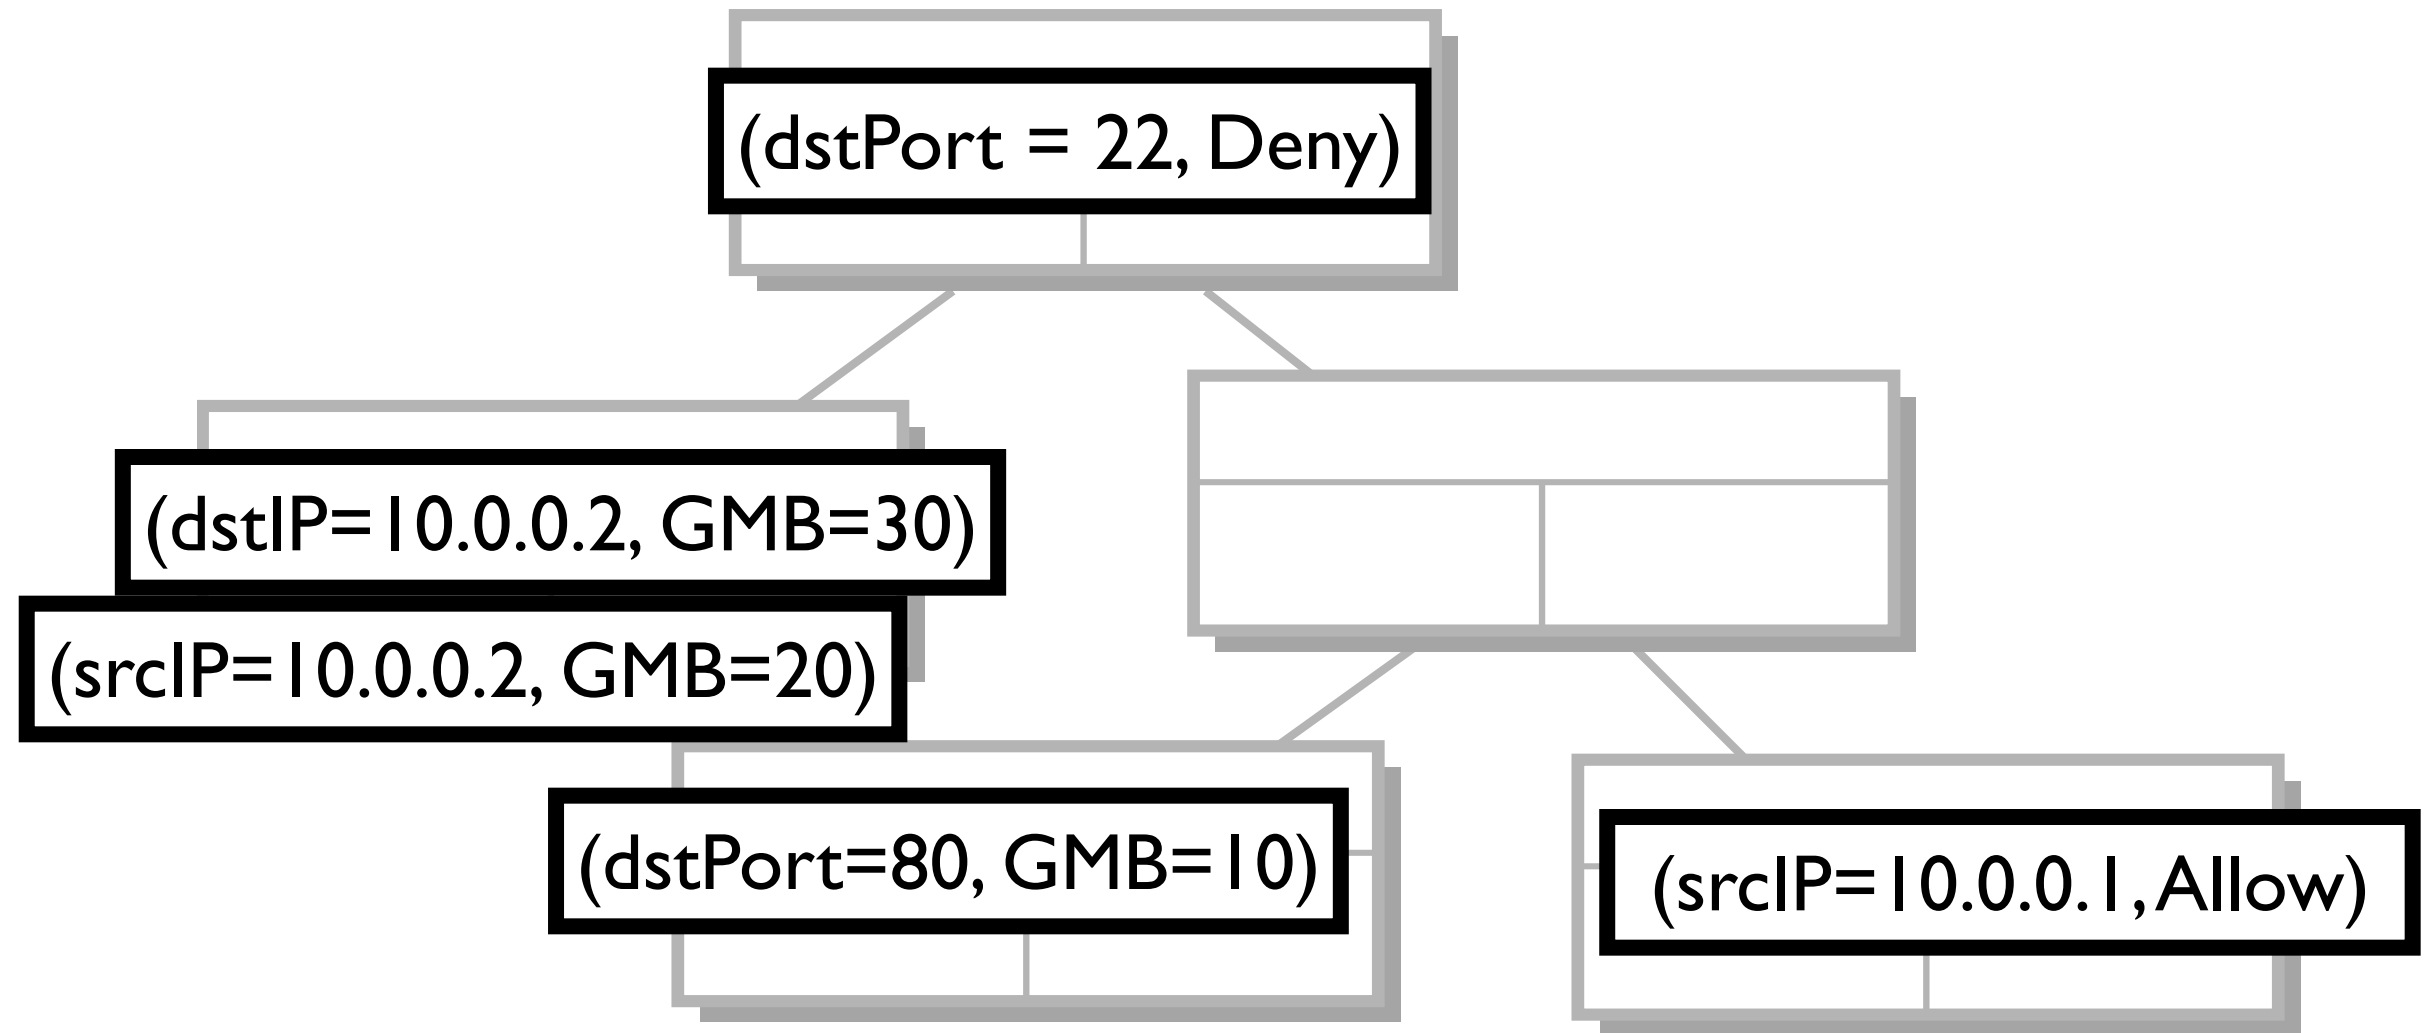 (dstPort = 22, Deny)
(dstIP=10.0.0.2, GMB=30)
(srcIP=10.0.0.2, GMB=20)
(dstPort=80, GMB=10)
(srcIP=10.0.0.1, Allow)